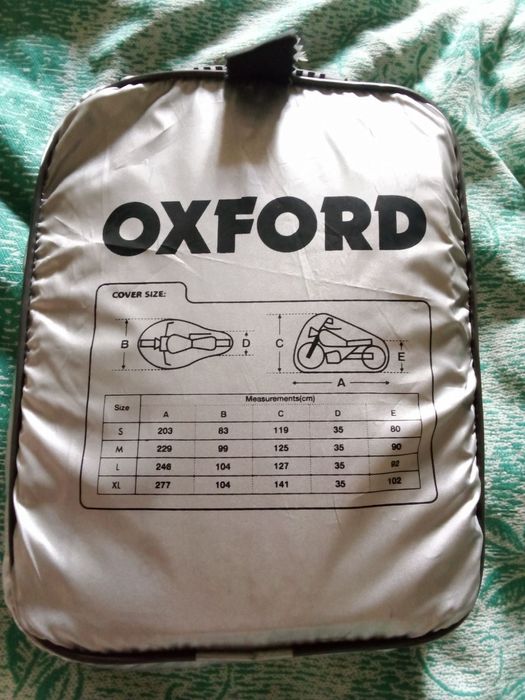 OXFORD
COVER SIZE:
B D C E
A
Size Measurements(cm)
A B C D E
S 203 83 119 35 80
M 229 99 125 35 90
L 246 104 127 35 92
XL 277 104 141 35 102